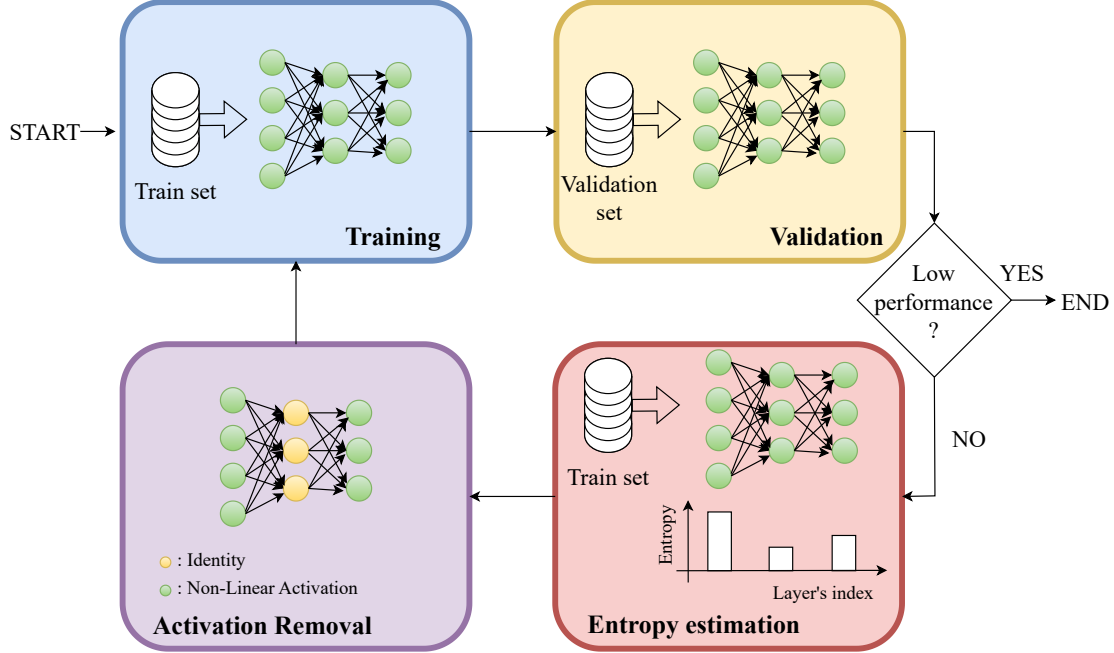 START
Train set
Training
Validation
set
Validation
Low
performance
?
YES
END
NO
Train set
Entropy
Layer's index
Entropy estimation
: Identity
: Non-Linear Activation
Activation Removal